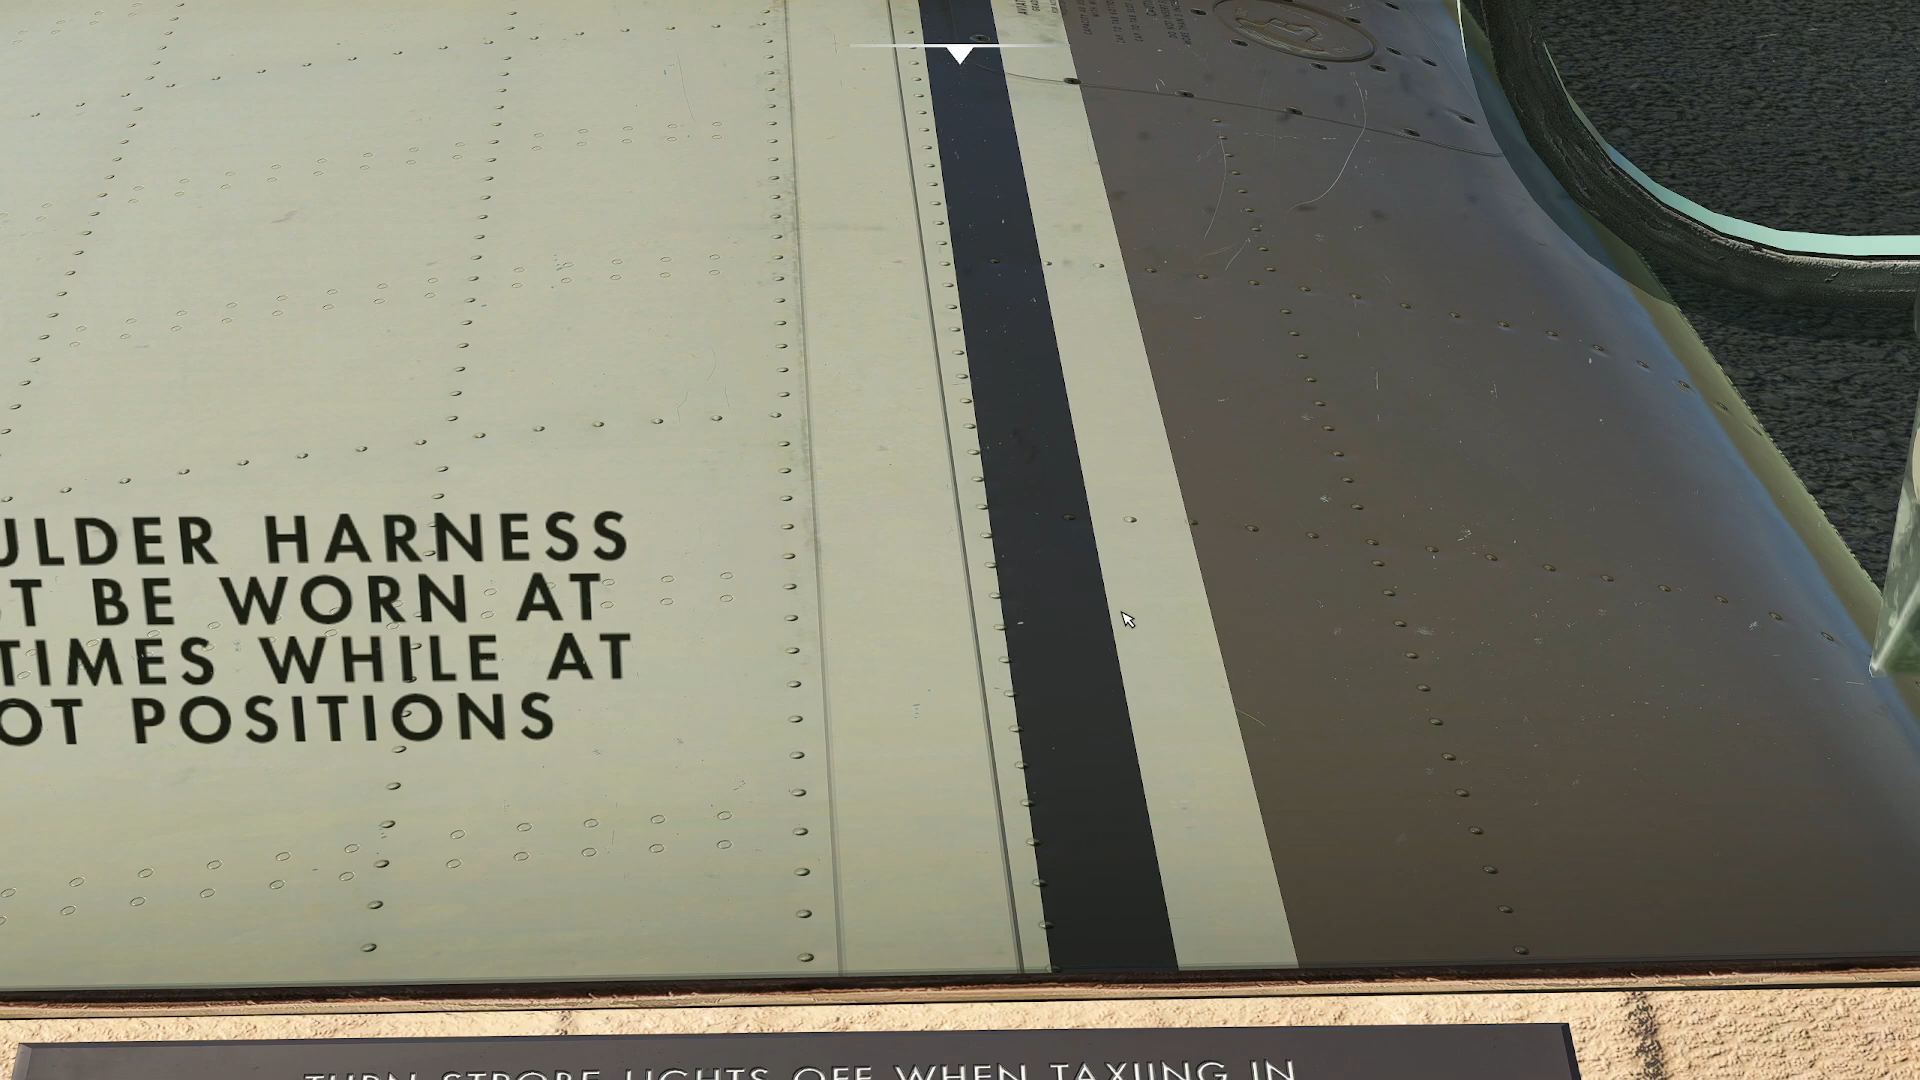 ULDER HARNESS
T BE WORN AT
TIMES WHILE AT
OT POSITIONS
TURN STROBE LIGHTS OFF WHEN TAXIING IN